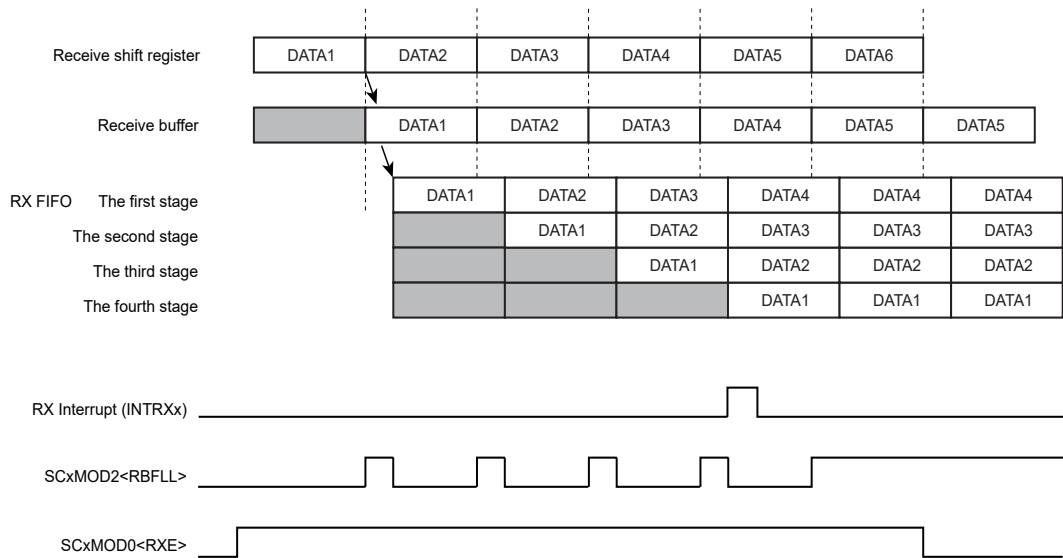 Receive shift register DATA1 DATA2 DATA3 DATA4 DATA5 DATA6
Receive buffer DATA1 DATA2 DATA3 DATA4 DATA5 DATA5
RX FIFO The first stage DATA1 DATA2 DATA3 DATA4 DATA4 DATA4
The second stage DATA1 DATA2 DATA3 DATA3 DATA3
The third stage DATA1 DATA2 DATA2 DATA2
The fourth stage DATA1 DATA1 DATA1
RX Interrupt (INTRXx)
SCxMOD2<RBFLL>
SCxMOD0<RXE>